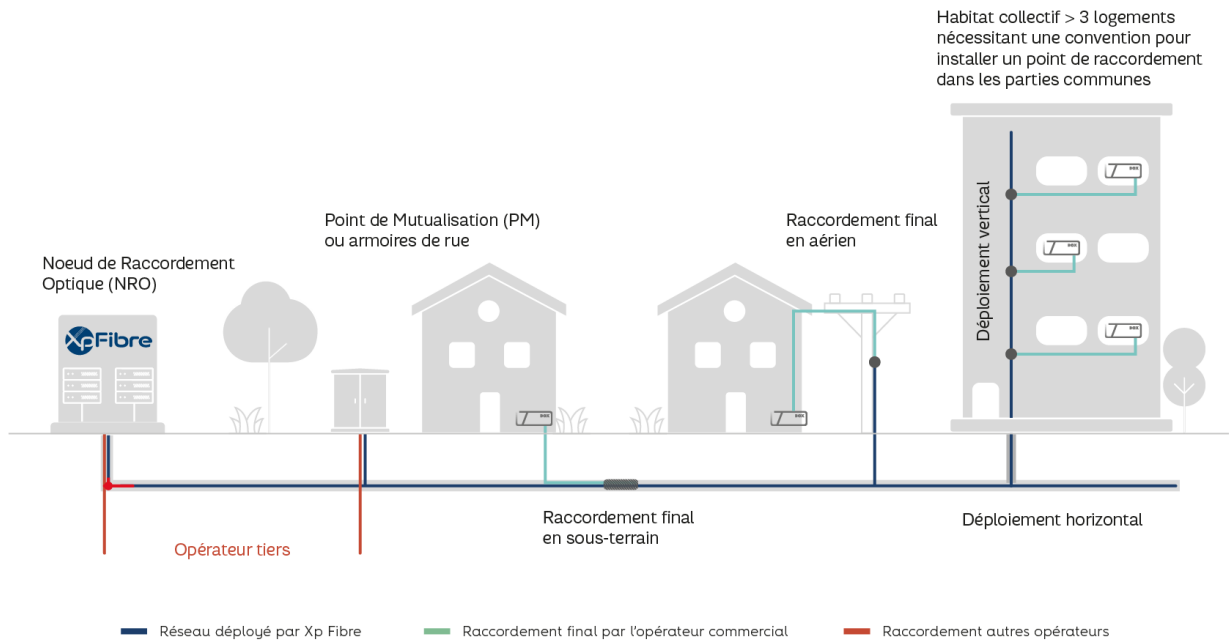 Habitat collectif > 3 logements
nécessitant une convention pour
installer un point de raccordement
dans les parties communes
Point de Mutualisation (PM)
ou armoires de rue
Raccordement final
en aérien
Noeud de Raccordement
Optique (NRO)
XpFibre
Déploiement vertical
Raccordement final
en sous-terrain
Déploiement horizontal
Opérateur tiers
Réseau déployé par Xp Fibre
Raccordement final par l'opérateur commercial
Raccordement autres opérateurs